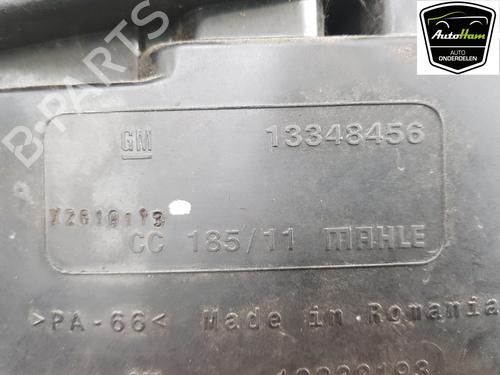 AutoHam
AUTO
ONDERDELEN
B-PARTS
GM 13348456
CC 185/11 MAHLE
>PA-66< Made in Romania